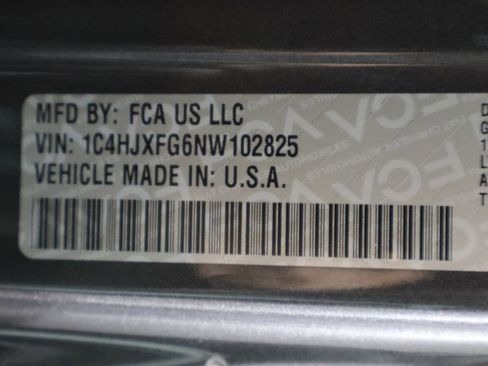 MFD BY: FCA US LLC
VIN: 1C4HJXFG6NW102825
VEHICLE MADE IN: U.S.A.